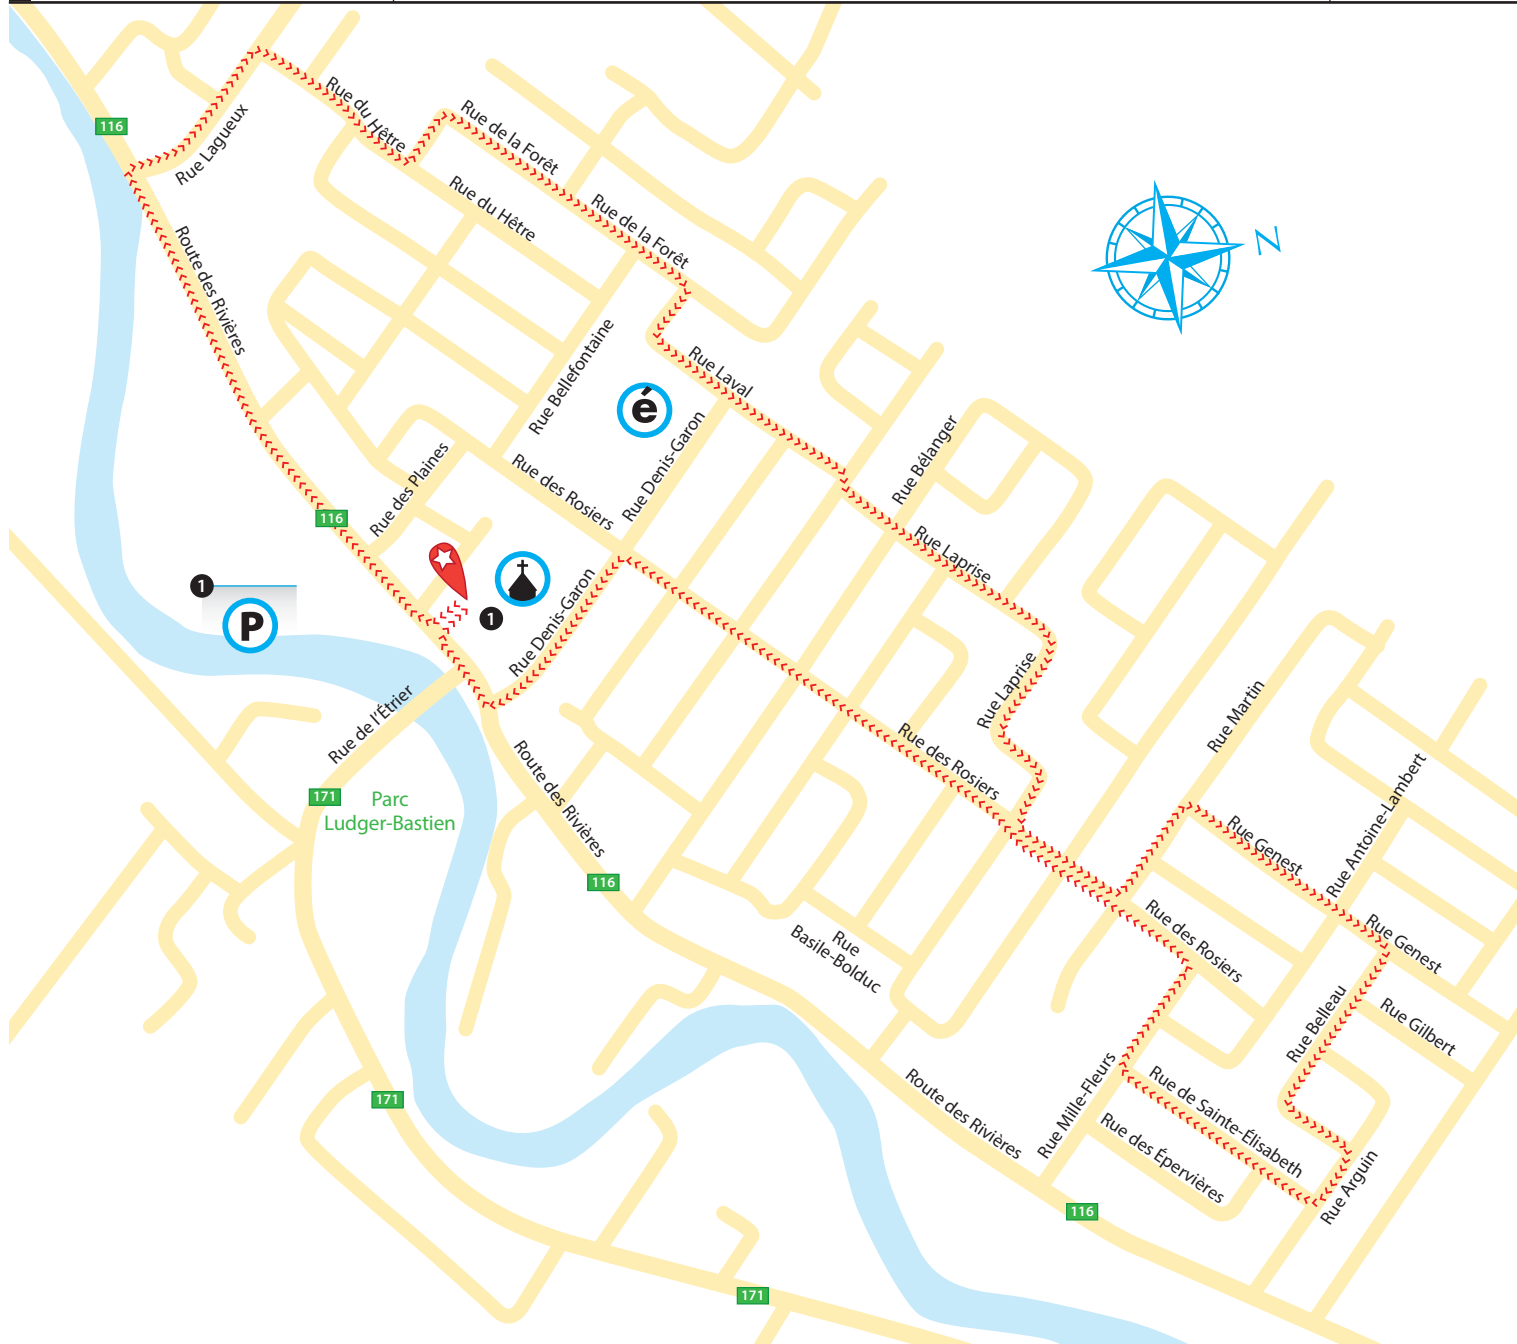 116
Rue Lagueux
Rue du Hêtre
Rue de la Forêt
Rue du Hêtre
Rue de la Forêt
N
Route des Rivières
Rue Bellefontaine
Rue Laval
é
Rue Denis-Garon
Rue des Rosiers
Rue des Plaines
Rue Bélanger
116
Rue Laprise
1
P
1
Rue Denis-Garon
Rue de l'Étrier
Rue Laprise
Rue Martin
Rue des Rosiers
Route des Rivières
171
Parc
Ludger-Bastien
Rue Antoine-Lambert
Rue Genest
116
Rue
Basile-Bolduc
Rue des Rosiers
Rue Genest
Rue Belleau
Rue Gilbert
171
Route des Rivières
Rue Mille-Fleurs
Rue de Sainte-Élisabeth
Rue des Épervières
Rue Arguin
116
171